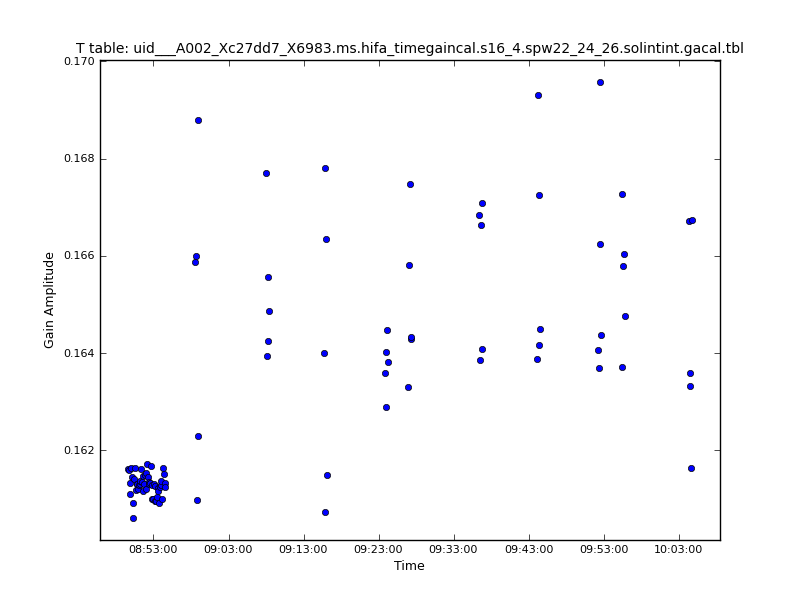 T table: uid___A002_Xc27dd7_X6983.ms.hifa_timegaincal.s16_4.spw22_24_26.solintint.gacal.tbl
0.170
0.168
0.166
0.164
0.162
Gain Amplitude
08:53:00 09:03:00 09:13:00 09:23:00 09:33:00 09:43:00 09:53:00 10:03:00
Time